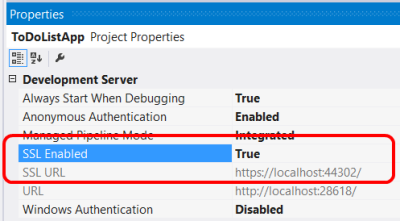 Properties
ToDoListApp Project Properties
Development Server
Always Start When Debugging True
Anonymous Authentication Enabled
Managed Pipeline Mode Integrated
SSL Enabled True
SSL URL https://localhost:44302/
URL http://localhost:28618/
Windows Authentication Disabled